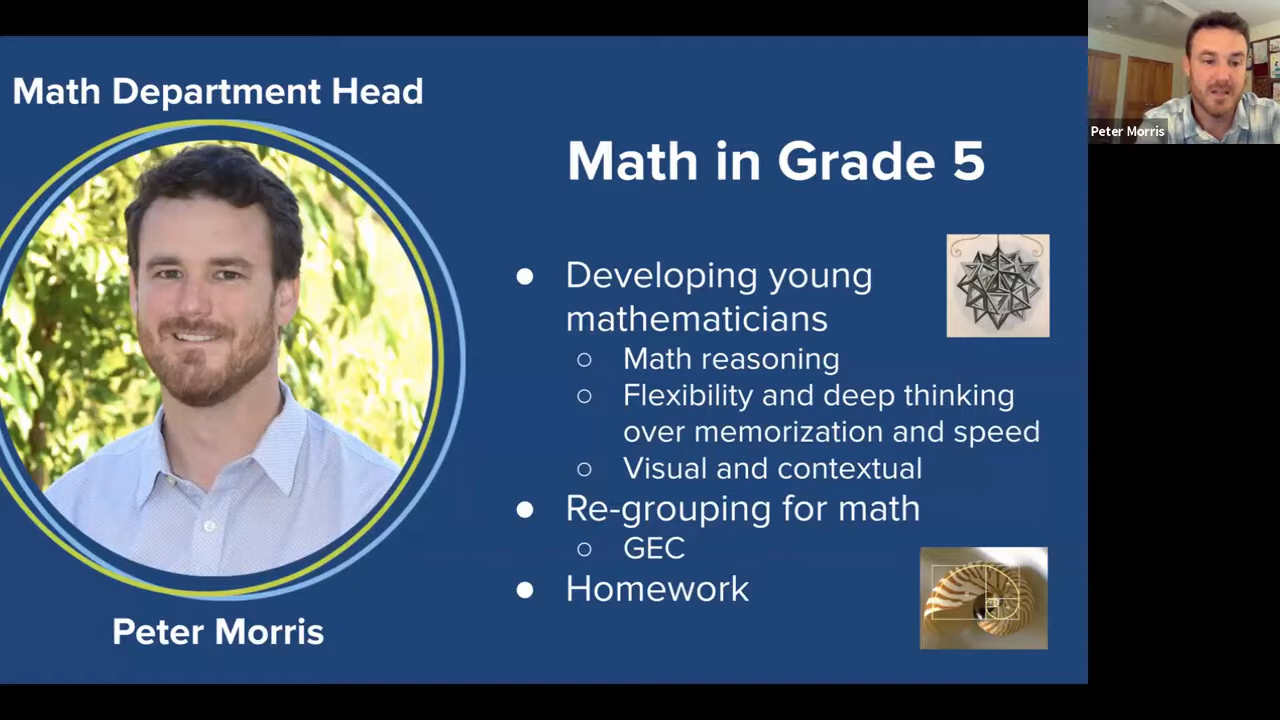 Math Department Head
Peter Morris
Math in Grade 5
● Developing young
mathematicians
○ Math reasoning
○ Flexibility and deep thinking
over memorization and speed
○ Visual and contextual
● Re-grouping for math
○ GEC
● Homework
Peter Morris